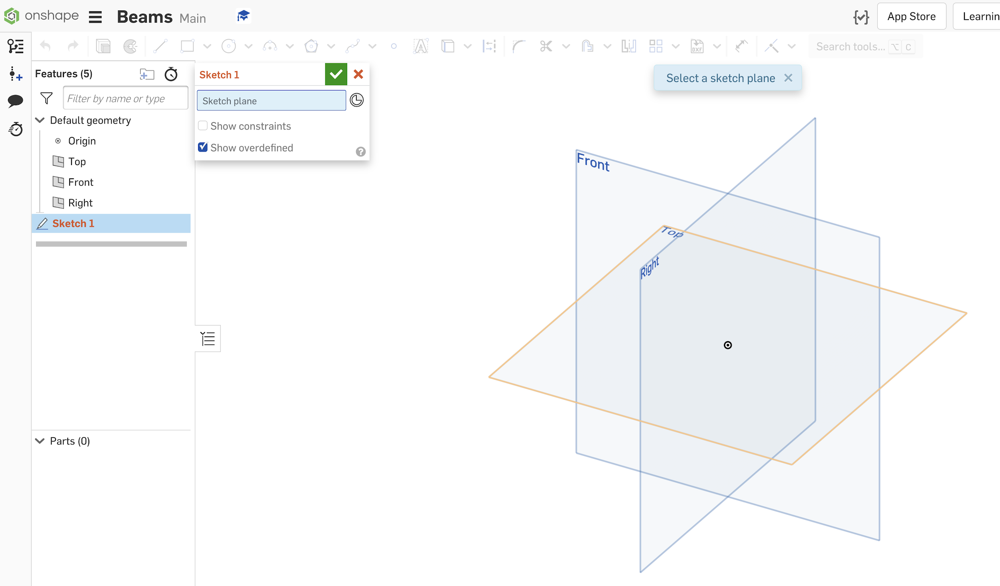 onshape
Beams Main
App Store
Learnin
DXF
Search tools... ⌥ C
Features (5)
Filter by name or type
Default geometry
Origin
Top
Front
Right
Sketch 1
Parts (0)
Sketch 1
Sketch plane
Show constraints
Show overdefined
Select a sketch plane
Front
Top
Right